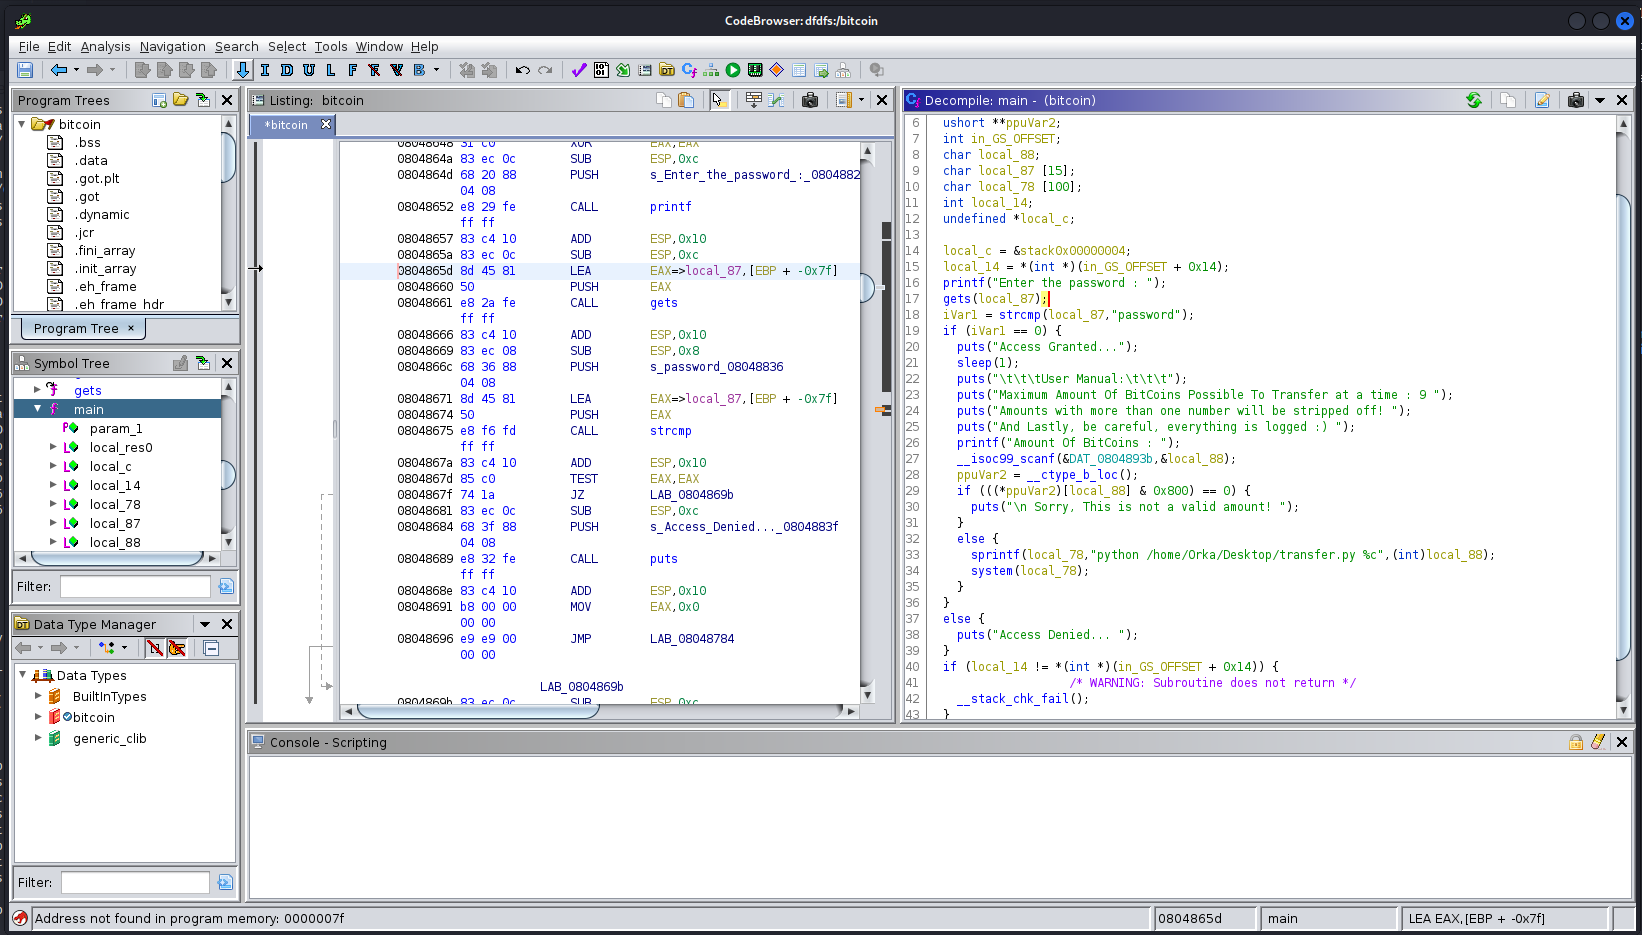 CodeBrowser: dfdfs:/bitcoin
File Edit Analysis Navigation Search Select Tools Window Help
I D U L F B
Program Trees
bitcoin
.bss
.data
.got.plt
.got
.dynamic
.jcr
.fini_array
.init_array
.eh_frame
.eh_frame_hdr
Program Tree ×
Symbol Tree
gets
main
param_1
local_res0
local_c
local_14
local_78
local_87
local_88
Filter:
Data Type Manager
Data Types
BuiltInTypes
bitcoin
generic_clib
Filter:
Listing: bitcoin
*bitcoin
08048648 31 c0 XOR EAX,EAX
0804864a 83 ec 0c SUB ESP,0xc
0804864d 68 20 88 PUSH s_Enter_the_password_:_0804882
04 08
08048652 e8 29 fe CALL printf
ff ff
08048657 83 c4 10 ADD ESP,0x10
0804865a 83 ec 0c SUB ESP,0xc
0804865d 8d 45 81 LEA EAX=>local_87,[EBP + -0x7f]
08048660 50 PUSH EAX
08048661 e8 2a fe CALL gets
ff ff
08048666 83 c4 10 ADD ESP,0x10
08048669 83 ec 08 SUB ESP,0x8
0804866c 68 36 88 PUSH s_password_08048836
04 08
08048671 8d 45 81 LEA EAX=>local_87,[EBP + -0x7f]
08048674 50 PUSH EAX
08048675 e8 f6 fd CALL strcmp
ff ff
0804867a 83 c4 10 ADD ESP,0x10
0804867d 85 c0 TEST EAX,EAX
0804867f 74 1a JZ LAB_0804869b
08048681 83 ec 0c SUB ESP,0xc
08048684 68 3f 88 PUSH s_Access_Denied..._0804883f
04 08
08048689 e8 32 fe CALL puts
ff ff
0804868e 83 c4 10 ADD ESP,0x10
08048691 b8 00 00 MOV EAX,0x0
00 00
08048696 e9 e9 00 JMP LAB_08048784
00 00
LAB_0804869b
0804869b 83 ec 0c SUB ESP,0xc
Decompile: main - (bitcoin)
6 ushort **ppuVar2;
7 int in_GS_OFFSET;
8 char local_88;
9 char local_87 [15];
10 char local_78 [100];
11 int local_14;
12 undefined *local_c;
13
14 local_c = &stack0x00000004;
15 local_14 = *(int *)(in_GS_OFFSET + 0x14);
16 printf("Enter the password : ");
17 gets(local_87);
18 iVar1 = strcmp(local_87,"password");
19 if (iVar1 == 0) {
20 puts("Access Granted...");
21 sleep(1);
22 puts("\t\t\tUser Manual:\t\t\t");
23 puts("Maximum Amount Of BitCoins Possible To Transfer at a time : 9 ");
24 puts("Amounts with more than one number will be stripped off! ");
25 puts("And Lastly, be careful, everything is logged :) ");
26 printf("Amount Of BitCoins : ");
27 __isoc99_scanf(&DAT_0804893b,&local_88);
28 ppuVar2 = __ctype_b_loc();
29 if (((*ppuVar2)[local_88] & 0x800) == 0) {
30 puts("\n Sorry, This is not a valid amount! ");
31 }
32 else {
33 sprintf(local_78,"python /home/Orka/Desktop/transfer.py %c",(int)local_88);
34 system(local_78);
35 }
36 }
37 else {
38 puts("Access Denied... ");
39 }
40 if (local_14 != *(int *)(in_GS_OFFSET + 0x14)) {
41 /* WARNING: Subroutine does not return */
42 __stack_chk_fail();
43 }
Console - Scripting
Address not found in program memory: 0000007f
0804865d
main
LEA EAX,[EBP + -0x7f]